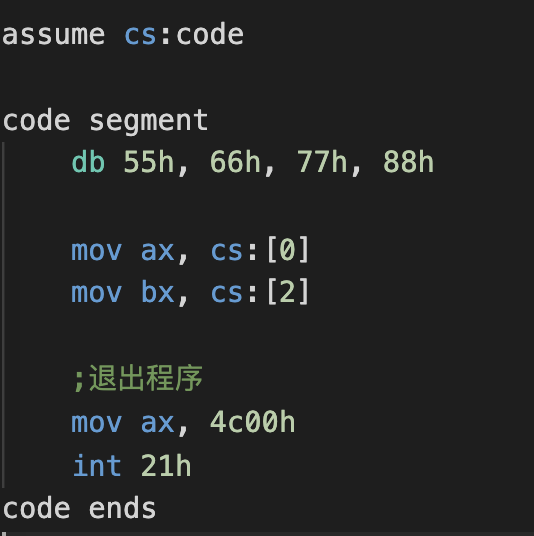 assume cs:code
code segment
db 55h, 66h, 77h, 88h
mov ax, cs:[0]
mov bx, cs:[2]
;退出程序
mov ax, 4c00h
int 21h
code ends